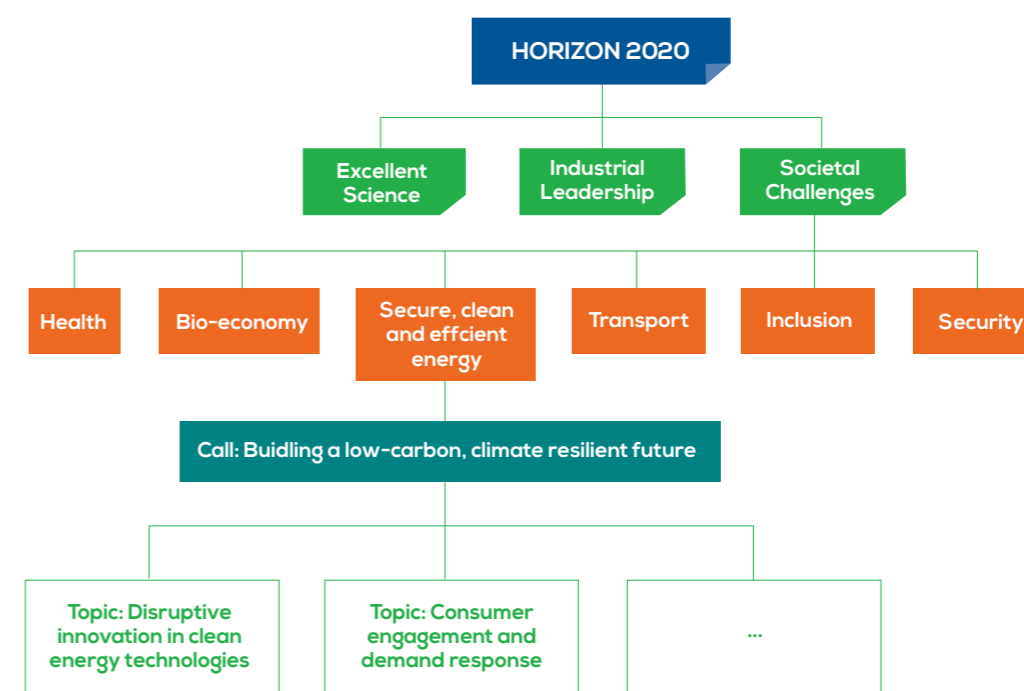 HORIZON 2020
Excellent
Science
Industrial
Leadership
Societal
Challenges
Health
Bio-economy
Secure, clean
and effcient
energy
Transport
Inclusion
Security
Call: Buidling a low-carbon, climate resilient future
Topic: Disruptive
innovation in clean
energy technologies
Topic: Consumer
engagement and
demand response
...